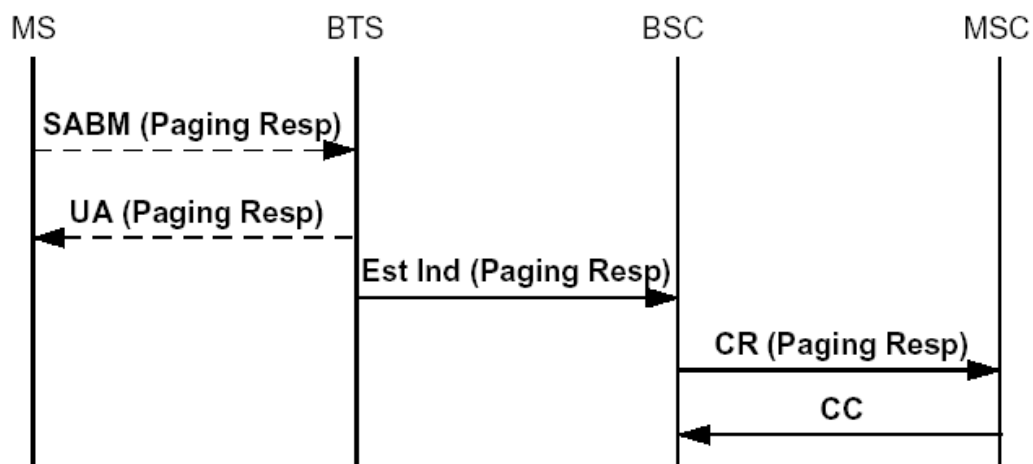 MS BTS BSC MSC
SABM (Paging Resp)
UA (Paging Resp)
Est Ind (Paging Resp)
CR (Paging Resp)
CC